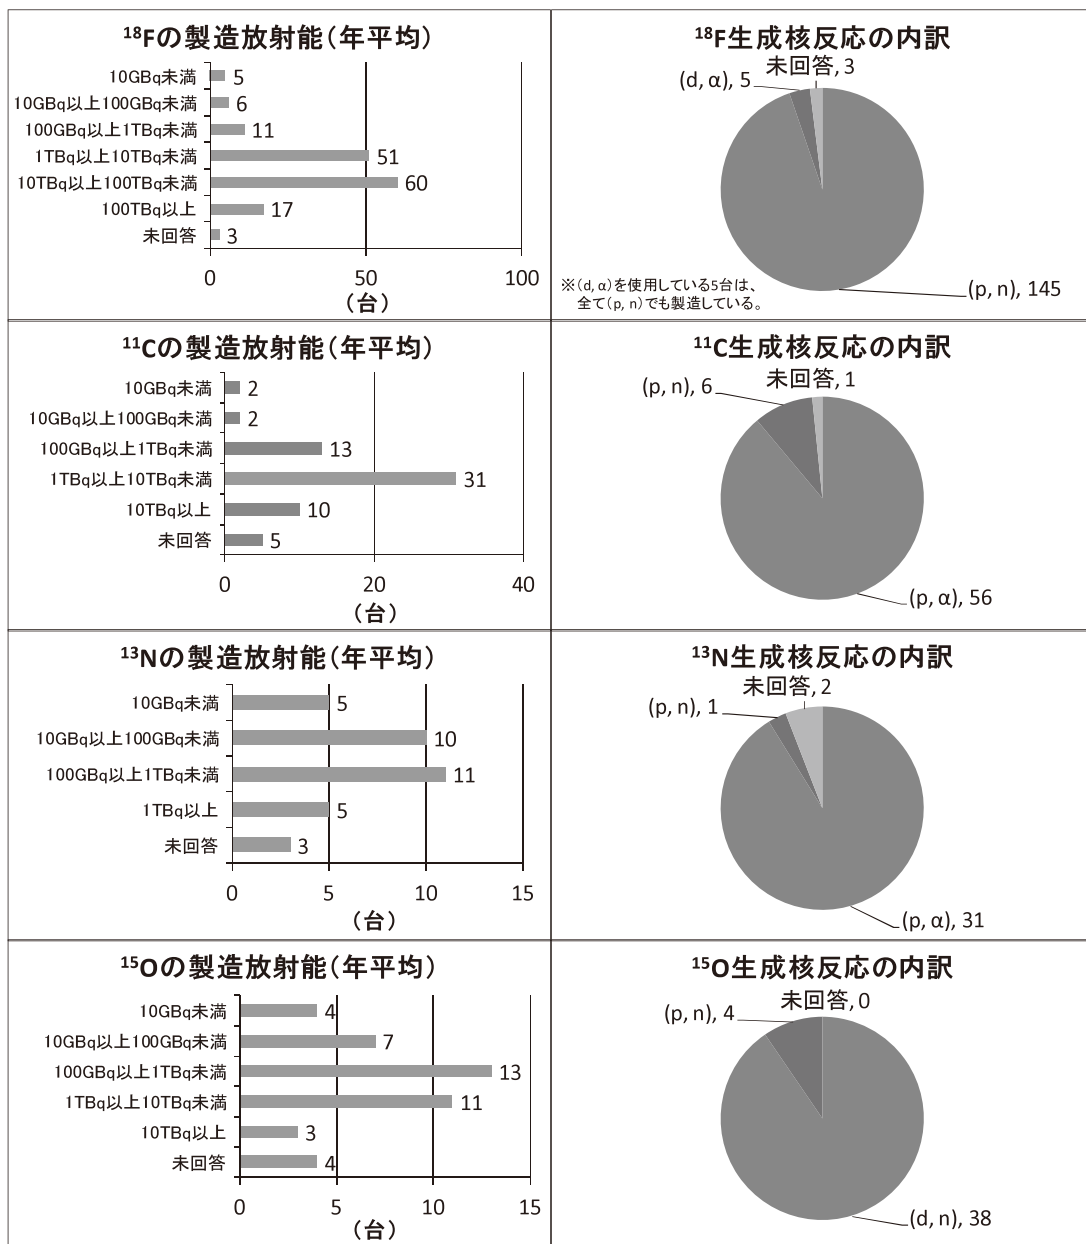 ¹⁸Fの製造放射能(年平均)
10GBq未満 5
10GBq以上100GBq未満 6
100GBq以上1TBq未満 11
1TBq以上10TBq未満 51
10TBq以上100TBq未満 60
100TBq以上 17
未回答 3
0 50 100
(台)
¹⁸F生成核反応の内訳
未回答, 3
(d, α), 5
(p, n), 145
※(d, α)を使用している5台は、
全て(p, n)でも製造している。
¹¹Cの製造放射能(年平均)
10GBq未満 2
10GBq以上100GBq未満 2
100GBq以上1TBq未満 13
1TBq以上10TBq未満 31
10TBq以上 10
未回答 5
0 20 40
(台)
¹¹C生成核反応の内訳
未回答, 1
(p, n), 6
(p, α), 56
¹³Nの製造放射能(年平均)
10GBq未満 5
10GBq以上100GBq未満 10
100GBq以上1TBq未満 11
1TBq以上 5
未回答 3
0 5 10 15
(台)
¹³N生成核反応の内訳
未回答, 2
(p, n), 1
(p, α), 31
¹⁵Oの製造放射能(年平均)
10GBq未満 4
10GBq以上100GBq未満 7
100GBq以上1TBq未満 13
1TBq以上10TBq未満 11
10TBq以上 3
未回答 4
0 5 10 15
(台)
¹⁵O生成核反応の内訳
未回答, 0
(p, n), 4
(d, n), 38